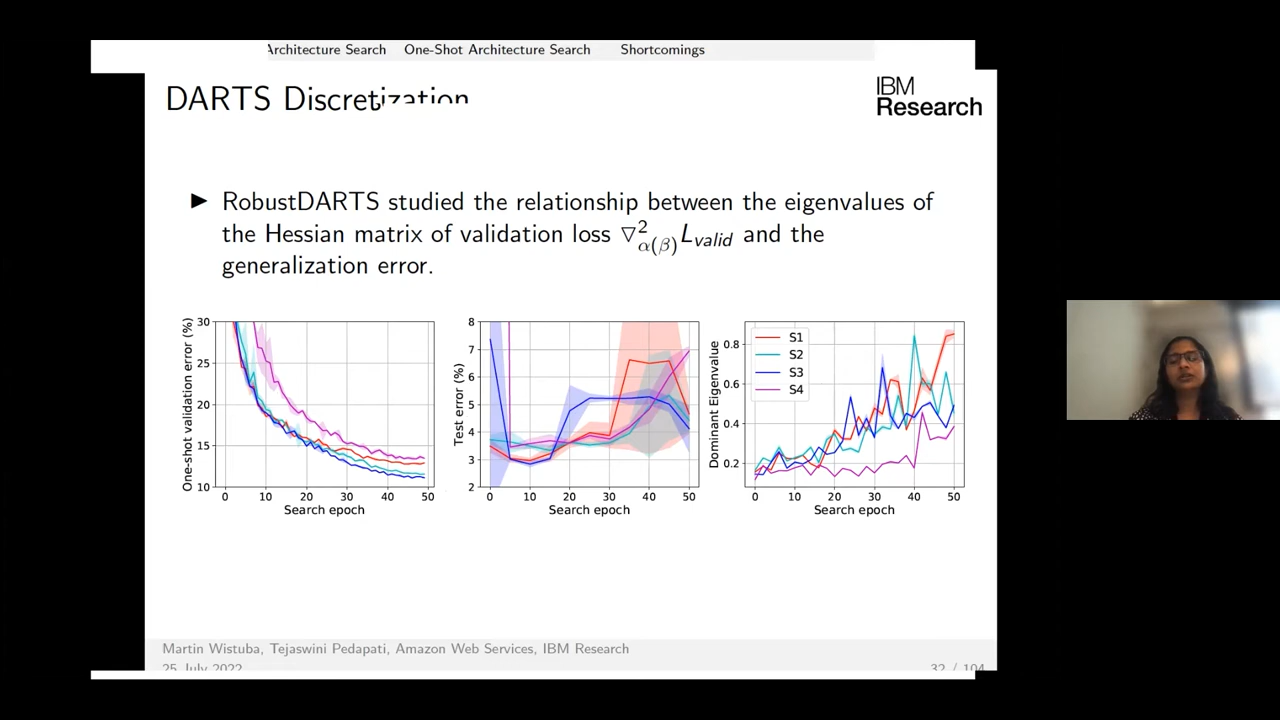 Architecture Search One-Shot Architecture Search Shortcomings
DARTS Discretization
IBM
Research
▶ RobustDARTS studied the relationship between the eigenvalues of
the Hessian matrix of validation loss ▽²α(β)Lvalid and the
generalization error.
One-shot validation error (%)
30
25
20
15
10
0 10 20 30 40 50
Search epoch
Test error (%)
8
7
6
5
4
3
2
0 10 20 30 40 50
Search epoch
Dominant Eigenvalue
0.8
0.6
0.4
0.2
S1
S2
S3
S4
0 10 20 30 40 50
Search epoch
Martin Wistuba, Tejaswini Pedapati, Amazon Web Services, IBM Research
25 July 2022 32 / 104